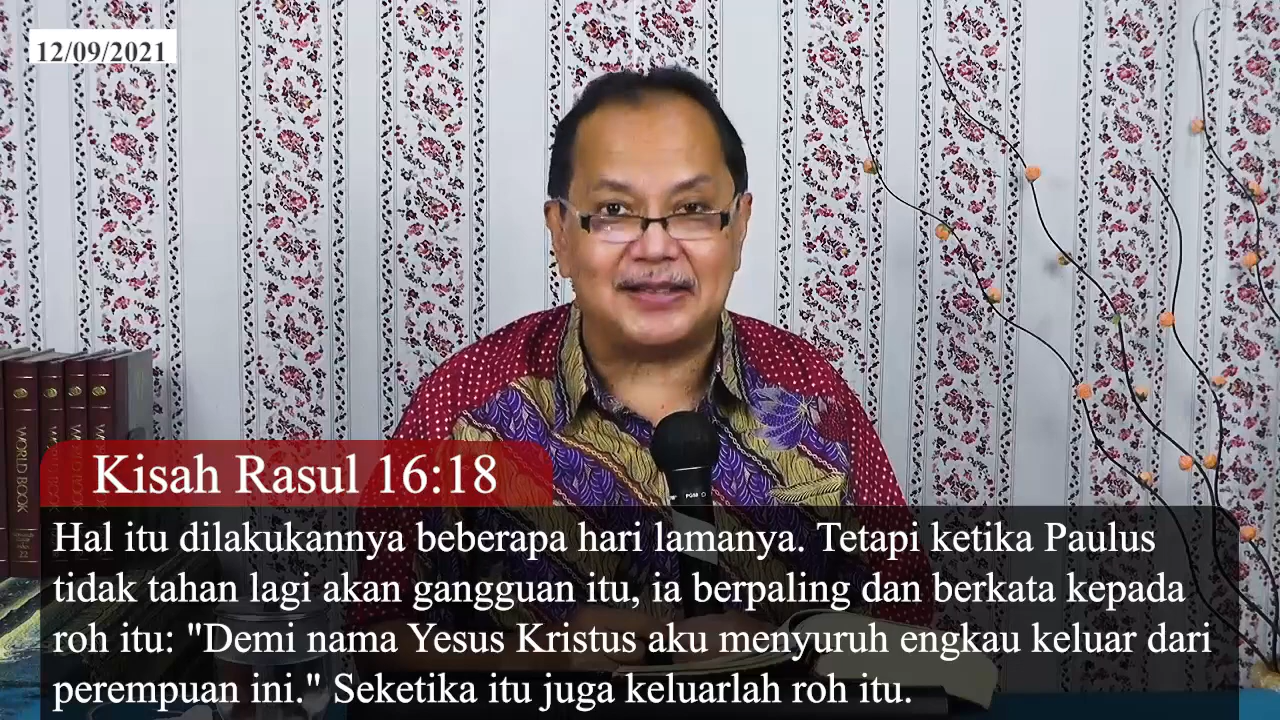 12/09/2021
WORLD BOOK
Kisah Rasul 16:18
Hal itu dilakukannya beberapa hari lamanya. Tetapi ketika Paulus
tidak tahan lagi akan gangguan itu, ia berpaling dan berkata kepada
roh itu: "Demi nama Yesus Kristus aku menyuruh engkau keluar dari
perempuan ini." Seketika itu juga keluarlah roh itu.